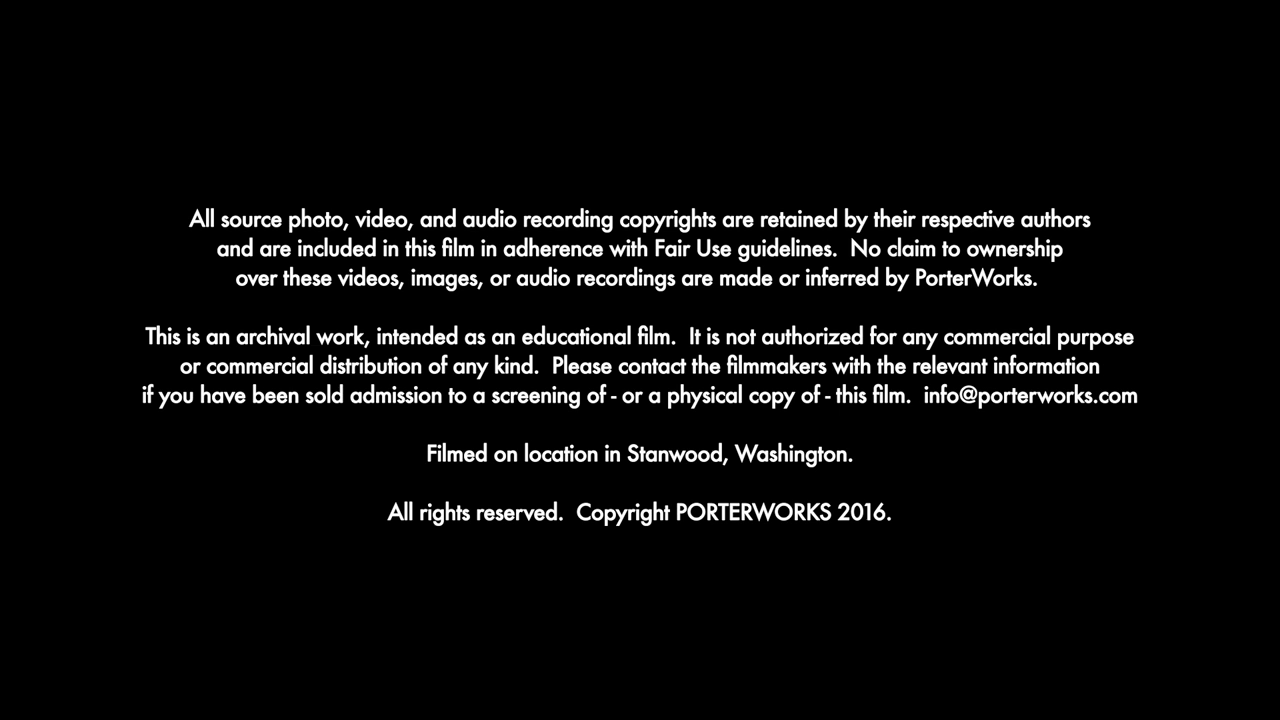 All source photo, video, and audio recording copyrights are retained by their respective authors
and are included in this film in adherence with Fair Use guidelines.  No claim to ownership
over these videos, images, or audio recordings are made or inferred by PorterWorks.
This is an archival work, intended as an educational film.  It is not authorized for any commercial purpose
or commercial distribution of any kind.  Please contact the filmmakers with the relevant information
if you have been sold admission to a screening of - or a physical copy of - this film.  info@porterworks.com
Filmed on location in Stanwood, Washington.
All rights reserved.  Copyright PORTERWORKS 2016.